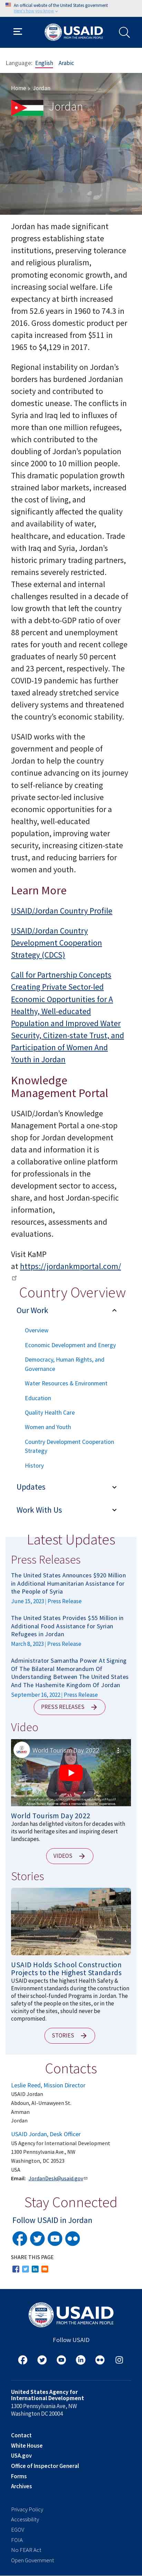 An official website of the United States government
Here's how you know
USAID
FROM THE AMERICAN PEOPLE
Language: English Arabic
Home » Jordan
Jordan
Jordan has made significant
progress establishing state
institutions, preserving tolerance
and religious pluralism,
promoting economic growth, and
increasing social welfare. Life
expectancy at birth increased
from 52.6 years in 1960 to 74.3 in
2016. Gross domestic product per
capita increased from $511 in
1965 to $4,129 in 2017.
Regional instability on Jordan's
borders has burdened Jordan
society and contributed to
domestic unease. The conflicts in
Syria and Iraq led to influxes of
more than one million refugees,
doubling of Jordan's population
since 2000 to 10 million people.
This dramatic growth has
strained labor markets, increased
the cost of living, and
significantly affected the quality
and provision of water,
healthcare, and education. Trade
with Iraq and Syria, Jordan's
historic primary trading partners,
remains severely restricted.
These external and internal
challenges resulted in a country
with a debt-to-GDP ratio of over
88 percent and unemployment
rates for youth and recent college
graduates of nearly 50 percent
and 23 percent, respectively. The
COVID-19 pandemic has further
strained the government's service
delivery systems and threatened
the country's economic stability.
USAID works with the
government and people of
Jordan to help the country
continue advancing on its journey
to self-reliance by engaging
private sector-led inclusive
economic opportunities for a
healthy, well-educated
population, improving water
security, increasing citizen-state
trust, and decreasing barriers for
women and youth.
Learn More
USAID/Jordan Country Profile
USAID/Jordan Country
Development Cooperation
Strategy (CDCS)
Call for Partnership Concepts
Creating Private Sector-led
Economic Opportunities for A
Healthy, Well-educated
Population and Improved Water
Security, Citizen-state Trust, and
Participation of Women And
Youth in Jordan
Knowledge
Management Portal
USAID/Jordan's Knowledge
Management Portal is a one-stop
shop for Jordan development
data and information where it is
also a collaborative online
platform where professionals in
the development sector to access,
share, and host Jordan-specific
information,
resources, assessments and
evaluations.
Visit KaMP
at https://jordankmportal.com/
Country Overview
Our Work
Overview
Economic Development and Energy
Democracy, Human Rights, and
Governance
Water Resources & Environment
Education
Quality Health Care
Women and Youth
Country Development Cooperation
Strategy
History
Updates
Work With Us
Latest Updates
Press Releases
The United States Announces $920 Million
in Additional Humanitarian Assistance for
the People of Syria
June 15, 2023 | Press Release
The United States Provides $55 Million in
Additional Food Assistance for Syrian
Refugees in Jordan
March 8, 2023 | Press Release
Administrator Samantha Power At Signing
Of The Bilateral Memorandum Of
Understanding Between The United States
And The Hashemite Kingdom Of Jordan
September 16, 2022 | Press Release
PRESS RELEASES
Video
World Tourism Day 2022
World Tourism Day 2022
Jordan has delighted visitors for decades with
its world heritage sites and inspiring desert
landscapes.
VIDEOS
Stories
USAID Holds School Construction
Projects to the Highest Standards
USAID expects the highest Health Safety &
Environment standards during the construction
or renovation of schools funded by its
programs in Jordan. The safety of people on or
near the sites, or in the vicinity of the sites,
should never be compromised.
STORIES
Contacts
Leslie Reed, Mission Director
USAID Jordan
Abdoun, Al-Umawyeen St.
Amman
Jordan
USAID Jordan, Desk Officer
US Agency for International Development
1300 Pennsylvania Ave., NW
Washington, DC 20523
USA
Email: JordanDesk@usaid.gov
Stay Connected
Follow USAID in Jordan
SHARE THIS PAGE
USAID
FROM THE AMERICAN PEOPLE
Follow USAID
United States Agency for
International Development
1300 Pennsylvania Ave., NW
Washington DC 20004
Contact
White House
USA.gov
Office of Inspector General
Forms
Archives
Privacy Policy
Accessibility
EGOV
FOIA
No FEAR Act
Open Government